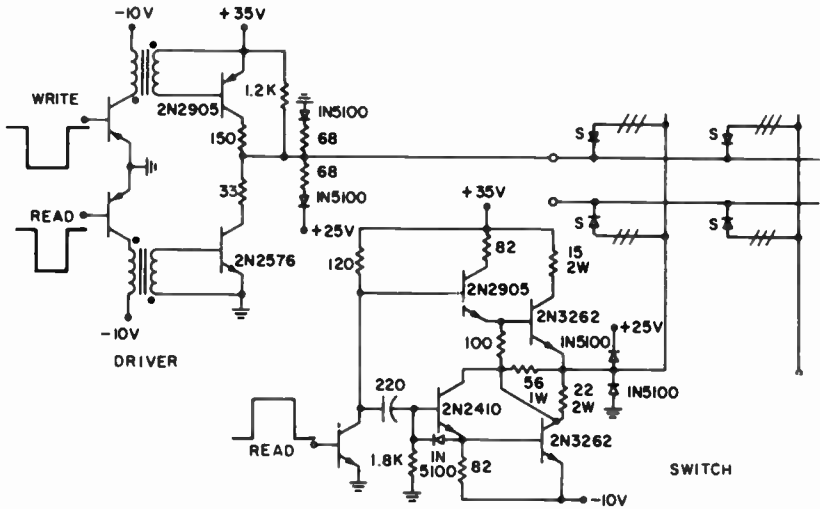 -10V
+35V
WRITE
2N2905
1.2K
IN5100
150
68
33
68
IN5100
READ
2N2576
+25V
-10V
DRIVER
S
S
S
S
+35V
120
82
15
2W
2N2905
2N3262
IN5100
+25V
100
56
1W
22
2W
IN5100
220
2N2410
2N3262
READ
1.8K
IN
5100
82
-10V
SWITCH